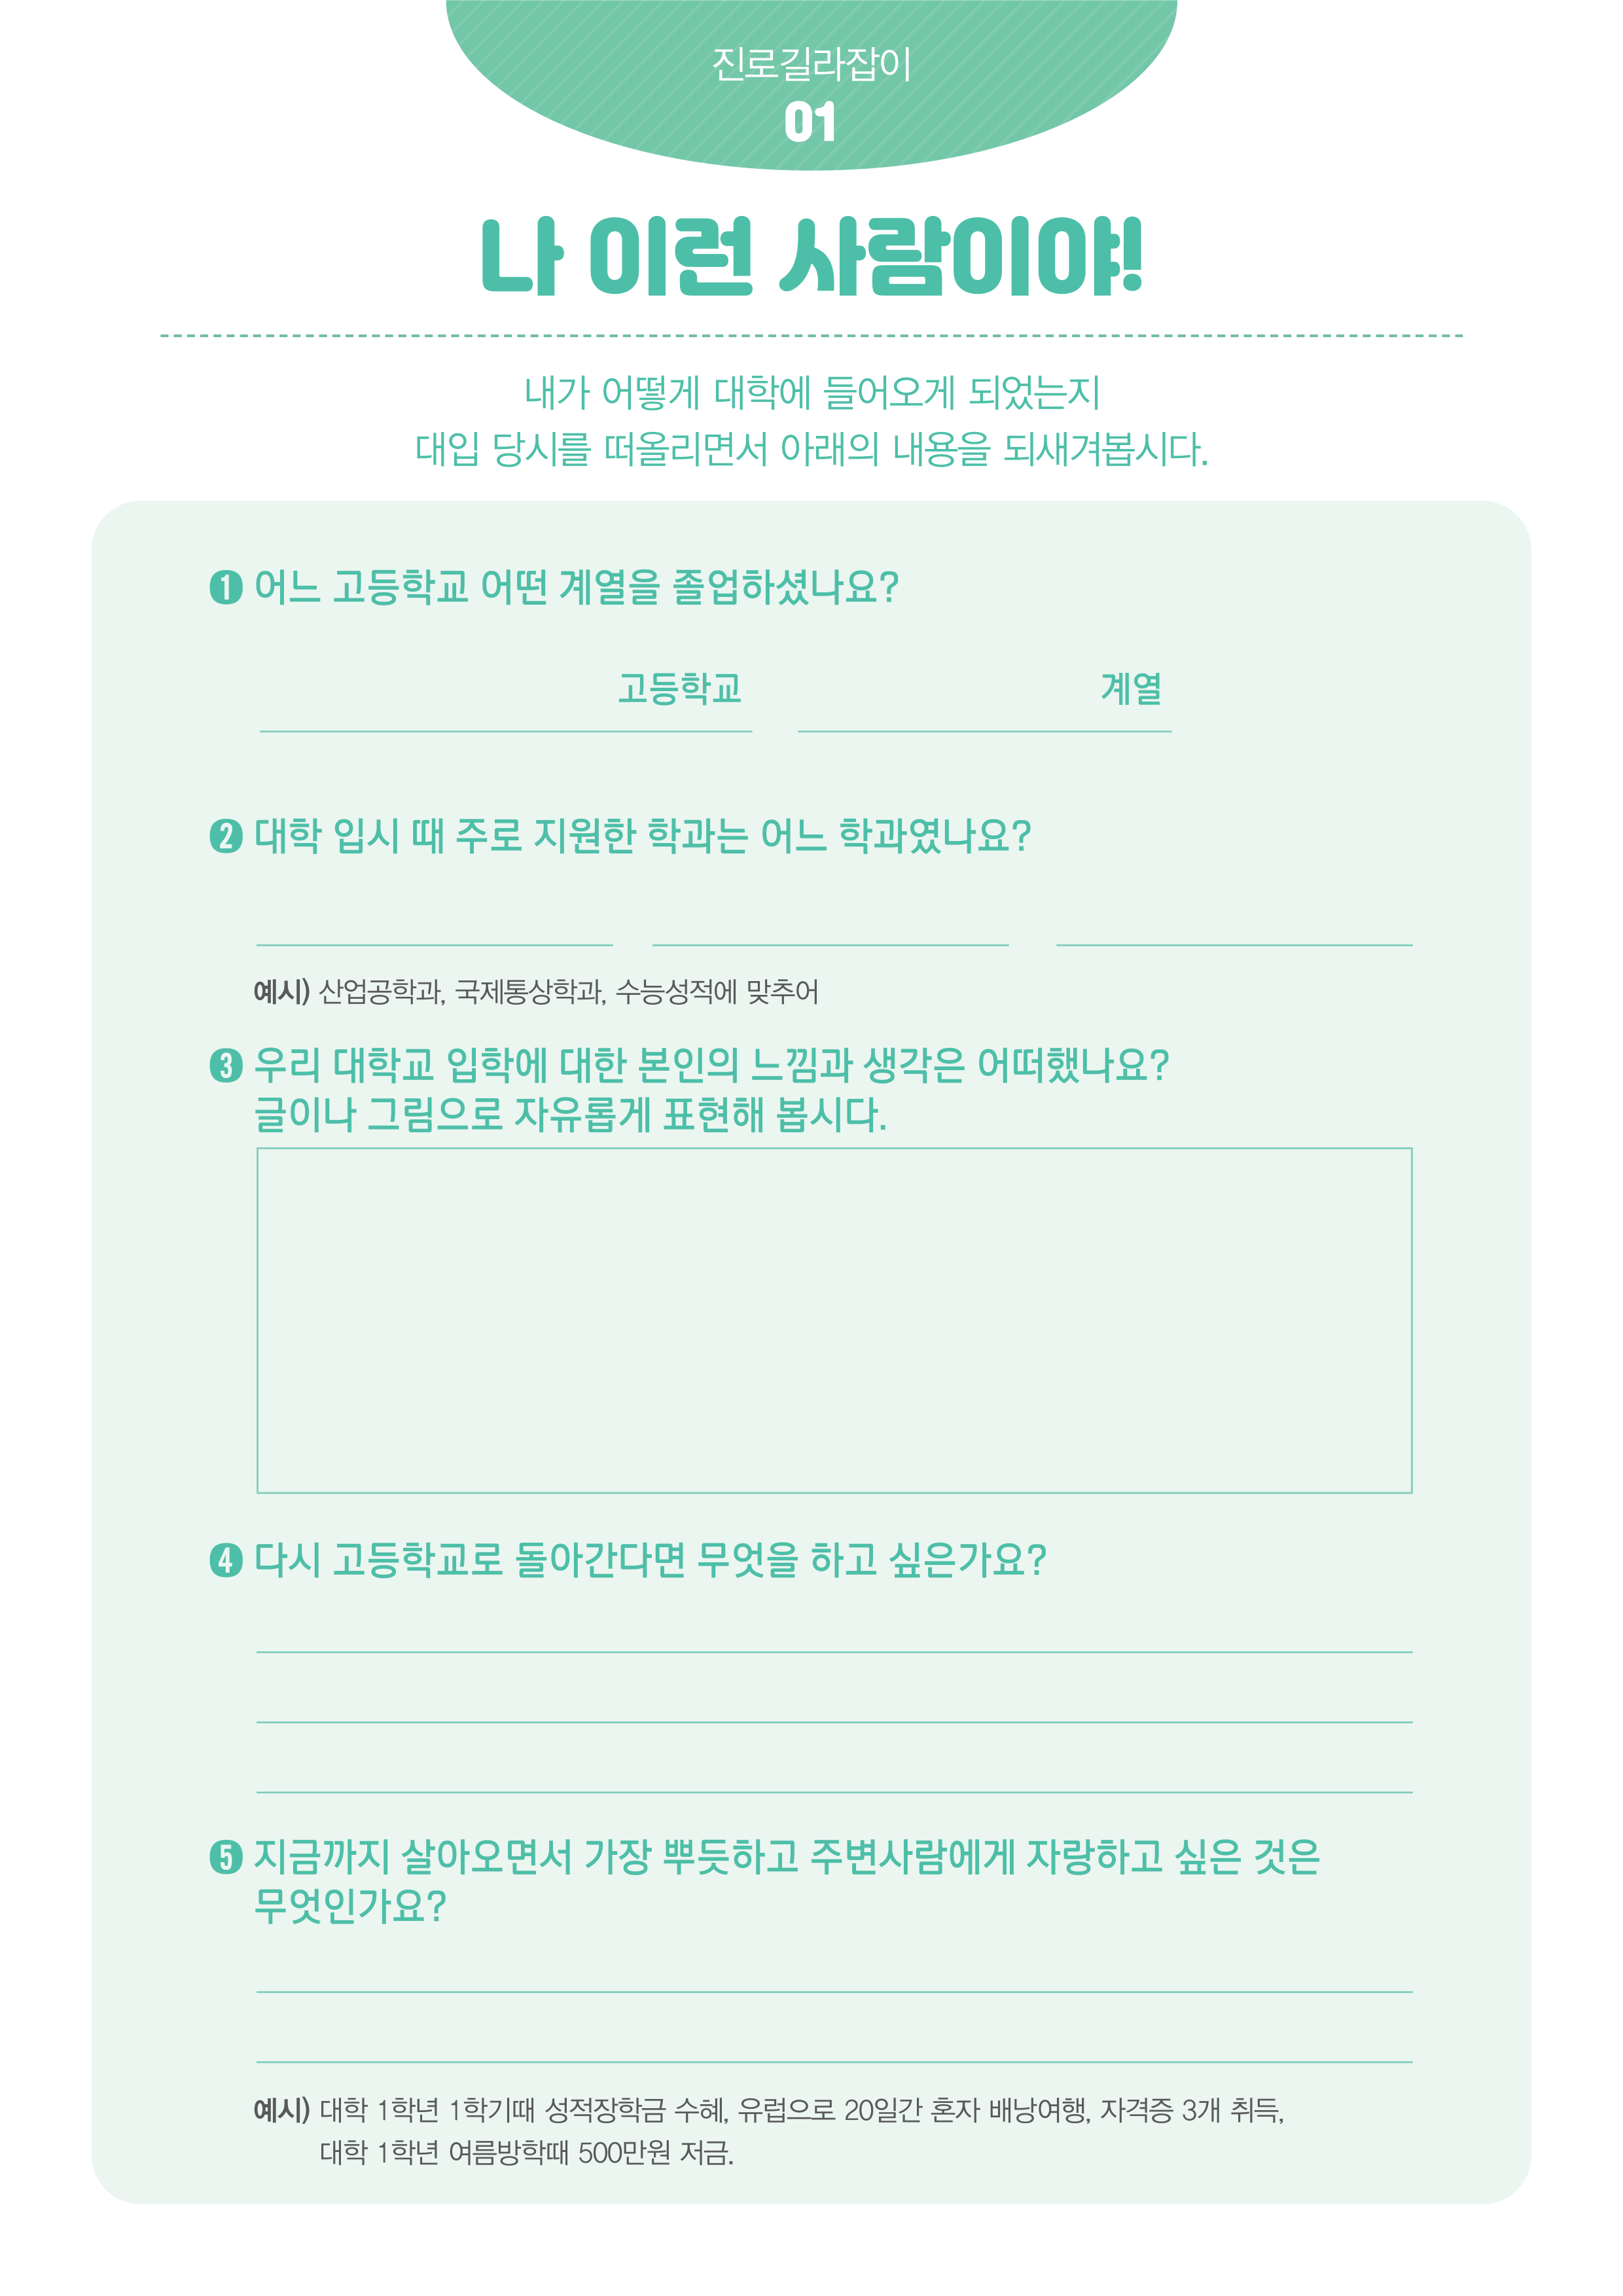 진로길라잡이
01
나 이런 사람이야!
내가 어떻게 대학에 들어오게 되었는지
대입 당시를 떠올리면서 아래의 내용을 되새겨봅시다.
1 어느 고등학교 어떤 계열을 졸업하셨나요?
고등학교 계열
2 대학 입시 때 주로 지원한 학과는 어느 학과였나요?
예시) 산업공학과, 국제통상학과, 수능성적에 맞추어
3 우리 대학교 입학에 대한 본인의 느낌과 생각은 어떠했나요?
글이나 그림으로 자유롭게 표현해 봅시다.
4 다시 고등학교로 돌아간다면 무엇을 하고 싶은가요?
5 지금까지 살아오면서 가장 뿌듯하고 주변사람에게 자랑하고 싶은 것은
무엇인가요?
예시) 대학 1학년 1학기때 성적장학금 수혜, 유럽으로 20일간 혼자 배낭여행, 자격증 3개 취득,
대학 1학년 여름방학때 500만원 저금.